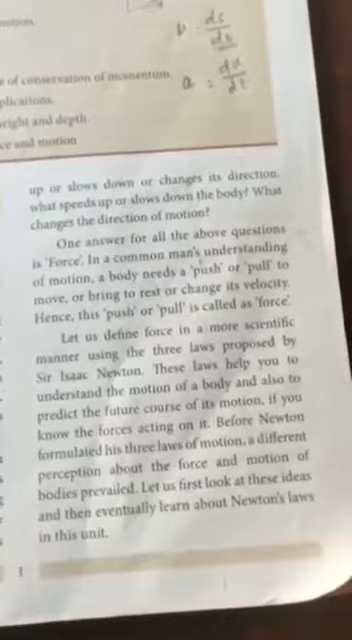 motion
v = ds/dt
e of conservation of momentum.
a = dv/dt
plications.
eight and depth.
ce and motion
up or slows down or changes its direction.
what speeds up or slows down the body? What
changes the direction of motion?
One answer for all the above questions
is 'Force'. In a common man's understanding
of motion, a body needs a 'push' or 'pull' to
move, or bring to rest or change its velocity.
Hence, this 'push' or 'pull' is called as 'force'.
Let us define force in a more scientific
manner using the three laws proposed by
Sir Isaac Newton. These laws help you to
understand the motion of a body and also to
predict the future course of its motion, if you
know the forces acting on it. Before Newton
formulated his three laws of motion, a different
perception about the force and motion of
bodies prevailed. Let us first look at these ideas
and then eventually learn about Newton's laws
in this unit.
1